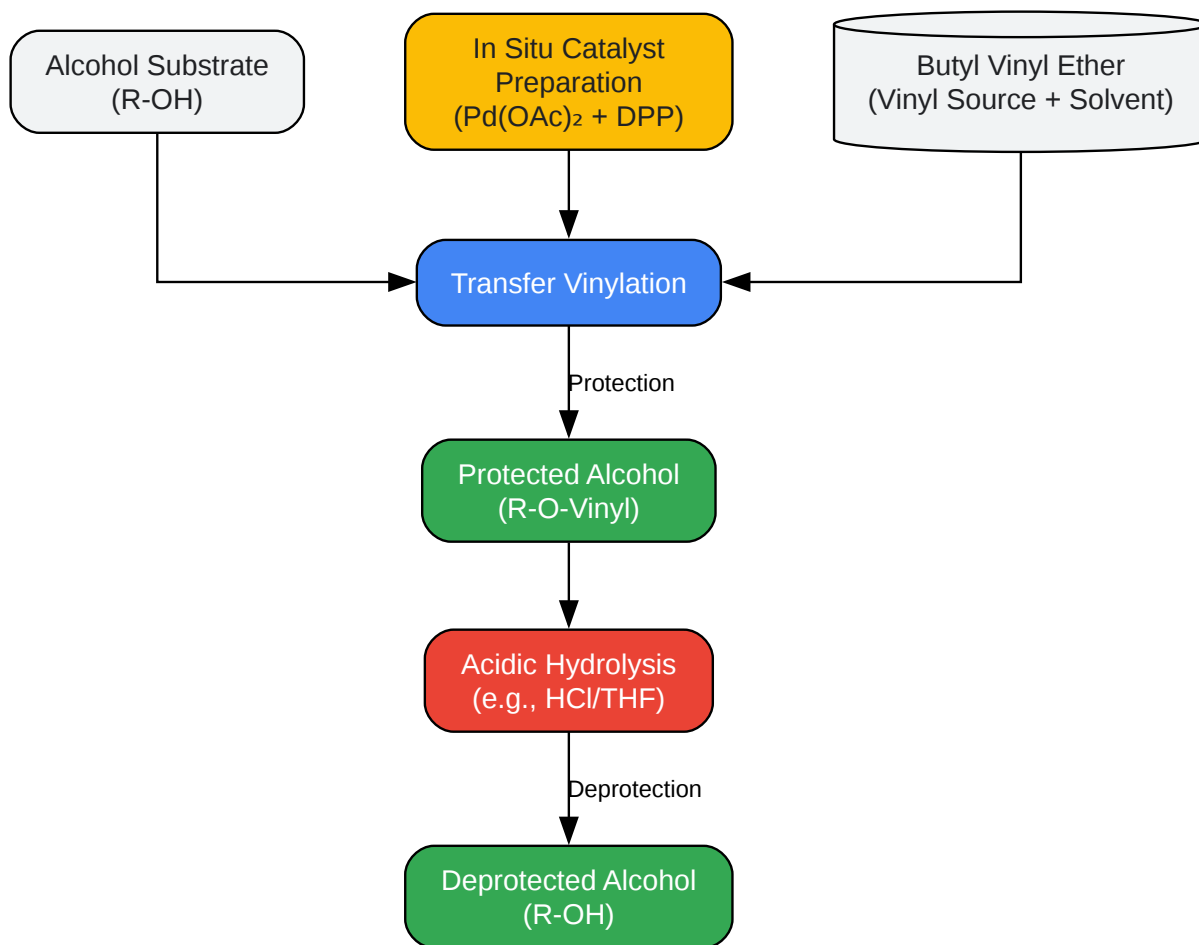 Alcohol Substrate
(R-OH)
In Situ Catalyst
Preparation
(Pd(OAc)₂ + DPP)
Butyl Vinyl Ether
(Vinyl Source + Solvent)
Transfer Vinylation
Protection
Protected Alcohol
(R-O-Vinyl)
Acidic Hydrolysis
(e.g., HCl/THF)
Deprotection
Deprotected Alcohol
(R-OH)